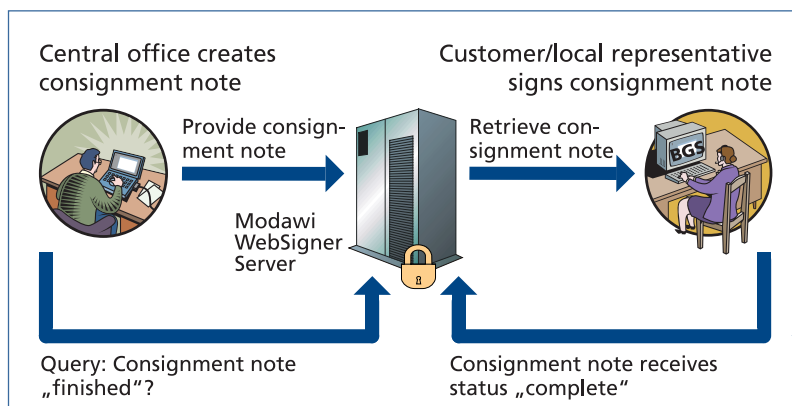 Central office creates
consignment note
Customer/local representative
signs consignment note
Provide consign-
ment note
Retrieve con-
signment note
BGS
Modawi
WebSigner
Server
Query: Consignment note
„finished“?
Consignment note receives
status „complete“